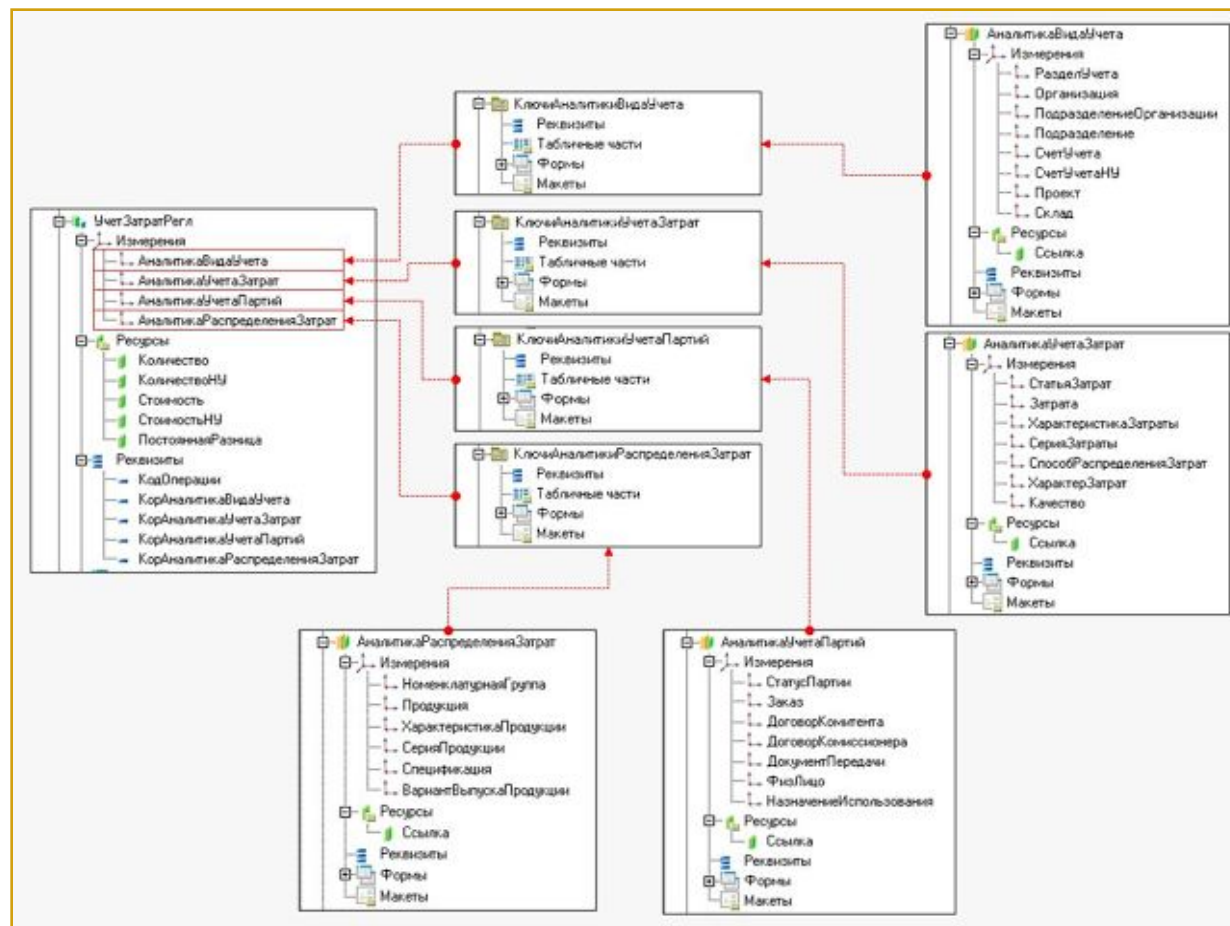 АналитикаВидаУчета
Измерения
РазделУчета
Организация
ПодразделениеОрганизации
Подразделение
СчетУчета
СчетУчетаНУ
Проект
Склад
Ресурсы
Ссылка
Реквизиты
Формы
Макеты
КлючиАналитикиВидаУчета
Реквизиты
Табличные части
Формы
Макеты
УчетЗатратРегл
Измерения
АналитикаВидаУчета
АналитикаУчетаЗатрат
АналитикаУчетаПартий
АналитикаРаспределенияЗатрат
Ресурсы
Количество
КоличествоНУ
Стоимость
СтоимостьНУ
ПостояннаяРазница
Реквизиты
КодОперации
КорАналитикаВидаУчета
КорАналитикаУчетаЗатрат
КорАналитикаУчетаПартий
КорАналитикаРаспределенияЗатрат
КлючиАналитикиУчетаЗатрат
Реквизиты
Табличные части
Формы
Макеты
КлючиАналитикиУчетаПартий
Реквизиты
Табличные части
Формы
Макеты
КлючиАналитикиРаспределенияЗатрат
Реквизиты
Табличные части
Формы
Макеты
АналитикаУчетаЗатрат
Измерения
СтатьяЗатрат
Затрата
ХарактеристикаЗатраты
СерияЗатраты
СпособРаспределенияЗатрат
ХарактерЗатрат
Качество
Ресурсы
Ссылка
Реквизиты
Формы
Макеты
АналитикаРаспределенияЗатрат
Измерения
НоменклатурнаяГруппа
Продукция
ХарактеристикаПродукции
СерияПродукции
Спецификация
ВариантВыпускаПродукции
Ресурсы
Ссылка
Реквизиты
Формы
Макеты
АналитикаУчетаПартий
Измерения
СтатусПартии
Заказ
ДоговорКомитента
ДоговорКомиссионера
ДокументПередачи
ФизЛицо
НазначениеИспользования
Ресурсы
Ссылка
Реквизиты
Формы
Макеты